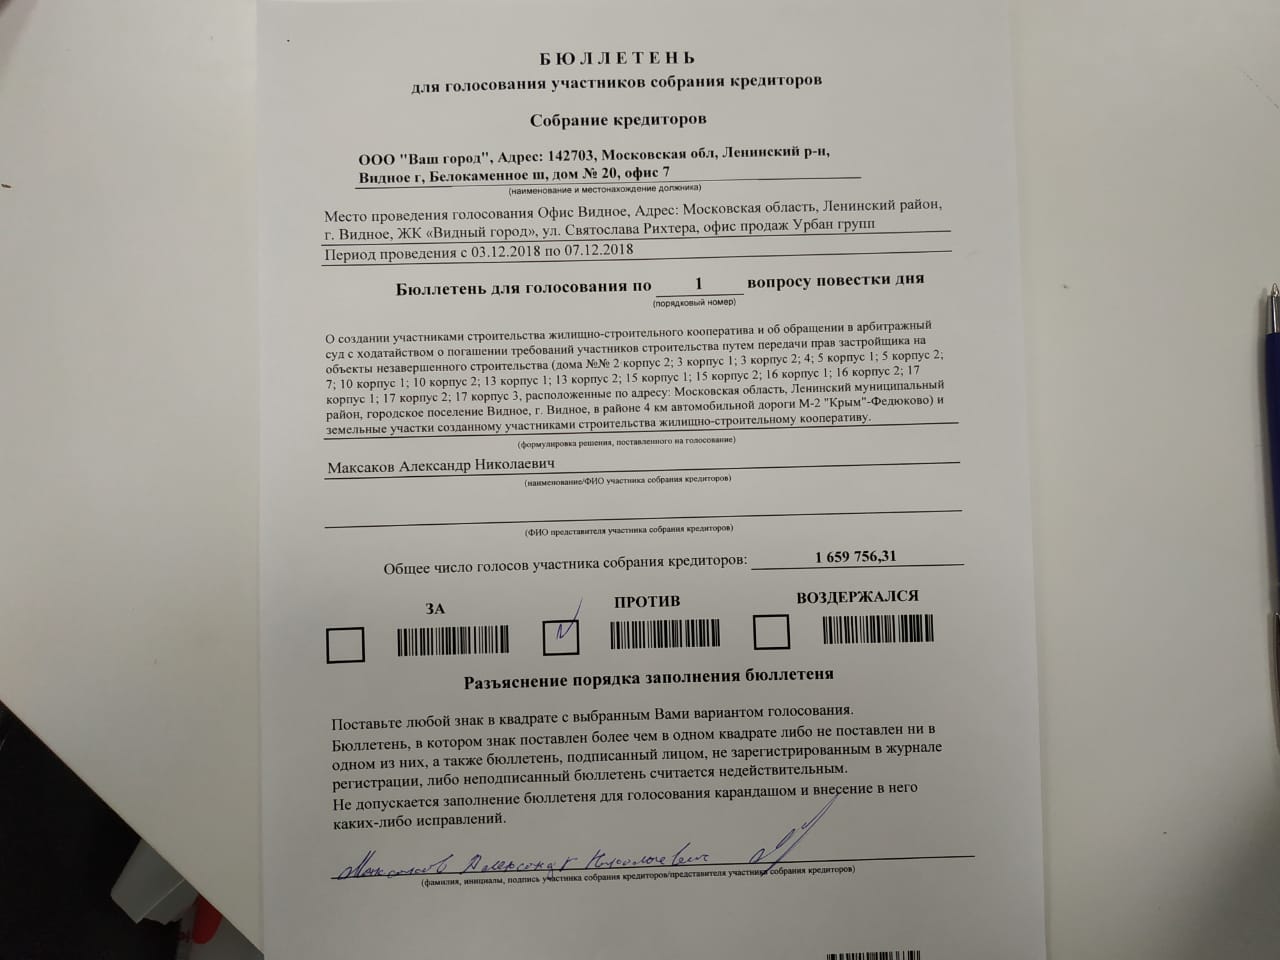 БЮЛЛЕТЕНЬ
для голосования участников собрания кредиторов
Собрание кредиторов
ООО "Ваш город", Адрес: 142703, Московская обл, Ленинский р-н,
Видное г, Белокаменное ш, дом № 20, офис 7
(наименование и местонахождение должника)
Место проведения голосования Офис Видное, Адрес: Московская область, Ленинский район,
г. Видное, ЖК «Видный город», ул. Святослава Рихтера, офис продаж Урбан групп
Период проведения с 03.12.2018 по 07.12.2018
Бюллетень для голосования по 1 вопросу повестки дня
(порядковый номер)
О создании участниками строительства жилищно-строительного кооператива и об обращении в арбитражный
суд с ходатайством о погашении требований участников строительства путем передачи прав застройщика на
объекты незавершенного строительства (дома №№ 2 корпус 2; 3 корпус 1; 3 корпус 2; 4; 5 корпус 1; 5 корпус 2;
7; 10 корпус 1; 10 корпус 2; 13 корпус 1; 13 корпус 2; 15 корпус 1; 15 корпус 2; 16 корпус 1; 16 корпус 2; 17
корпус 1; 17 корпус 2; 17 корпус 3, расположенные по адресу: Московская область, Ленинский муниципальный
район, городское поселение Видное, г. Видное, в районе 4 км автомобильной дороги М-2 "Крым"-Федюково) и
земельные участки созданному участниками строительства жилищно-строительному кооперативу.
(формулировка решения, поставленного на голосование)
Максаков Александр Николаевич
(наименование/ФИО участника собрания кредиторов)
(ФИО представителя участника собрания кредиторов)
Общее число голосов участника собрания кредиторов: 1 659 756,31
ЗА ПРОТИВ ВОЗДЕРЖАЛСЯ
Разъяснение порядка заполнения бюллетеня
Поставьте любой знак в квадрате с выбранным Вами вариантом голосования.
Бюллетень, в котором знак поставлен более чем в одном квадрате либо не поставлен ни в
одном из них, а также бюллетень, подписанный лицом, не зарегистрированным в журнале
регистрации, либо неподписанный бюллетень считается недействительным.
Не допускается заполнение бюллетеня для голосования карандашом и внесение в него
каких-либо исправлений.
Максаков Александр Николаевич
(фамилия, инициалы, подпись участника собрания кредиторов/представителя участника собрания кредиторов)